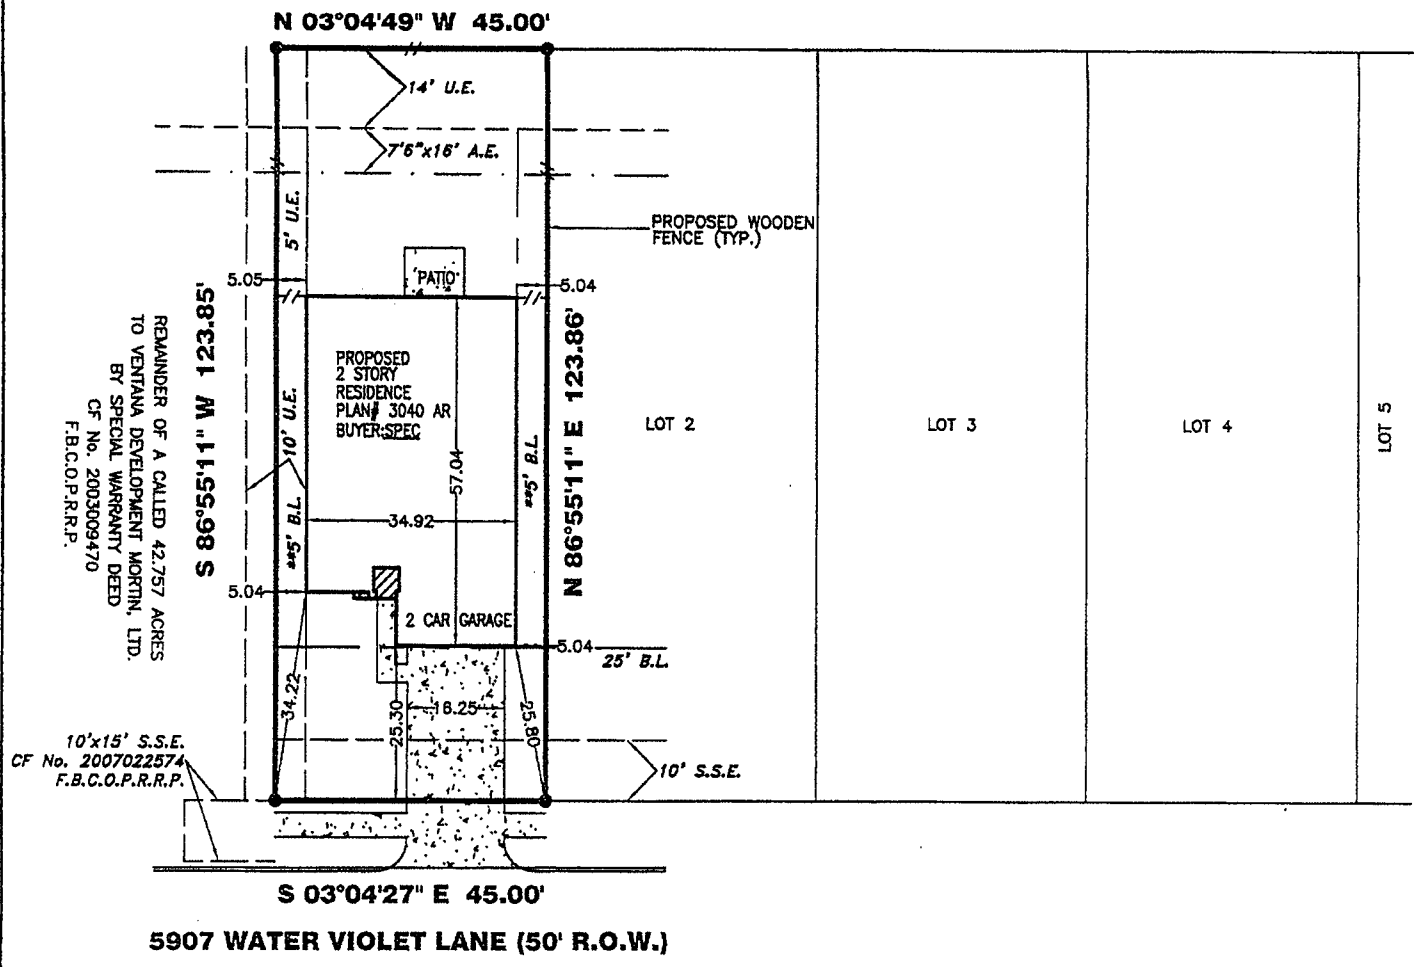 N 03°04'49" W 45.00'
14' U.E.
7'6"x16' A.E.
5' U.E.
PROPOSED WOODEN
FENCE (TYP.)
5.05
PATIO
5.04
S 86°55'11" W 123.85'
N 86°55'11" E 123.86'
REMAINDER OF A CALLED 42.757 ACRES
TO VENTANA DEVELOPMENT MORTIN, LTD.
BY SPECIAL WARRANTY DEED
CF No. 2003009470
F.B.C.O.P.R.R.P.
PROPOSED
2 STORY
RESIDENCE
PLAN# 3040 AR
BUYER:SPEC
10' U.E.
57.04
**5' B.L.
LOT 2
LOT 3
LOT 4
LOT 5
34.92
**5' B.L.
5.04
2 CAR GARAGE
5.04
25' B.L.
34.22
25.30
16.25
25.80
10'x15' S.S.E.
CF No. 2007022574
F.B.C.O.P.R.R.P.
10' S.S.E.
S 03°04'27" E 45.00'
5907 WATER VIOLET LANE (50' R.O.W.)